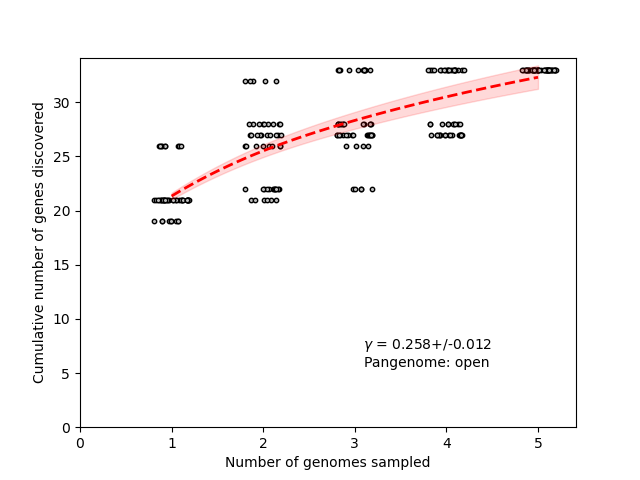 Cumulative number of genes discovered
30
25
20
15
10
5
0
γ = 0.258+/-0.012
Pangenome: open
0 1 2 3 4 5
Number of genomes sampled